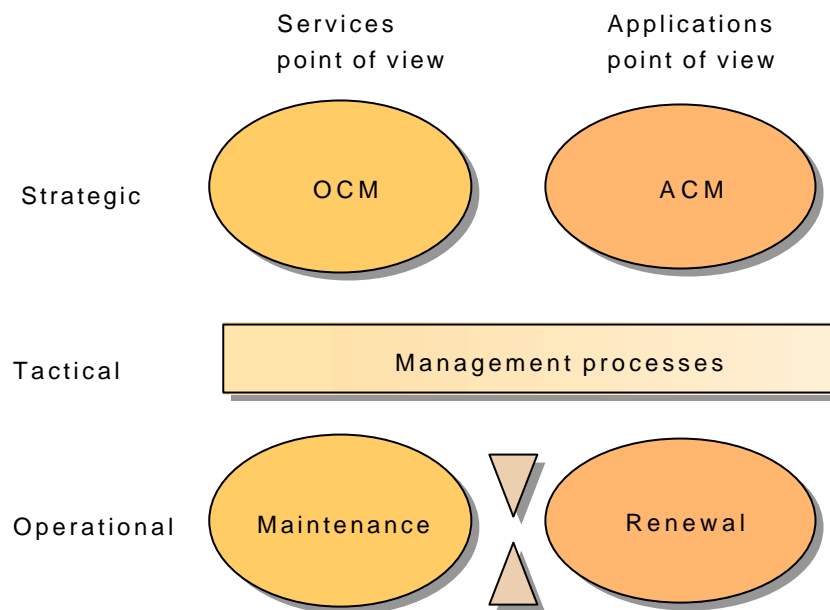 Services
point of view
Applications
point of view
Strategic
OCM
ACM
Tactical
Management processes
Operational
Maintenance
Renewal